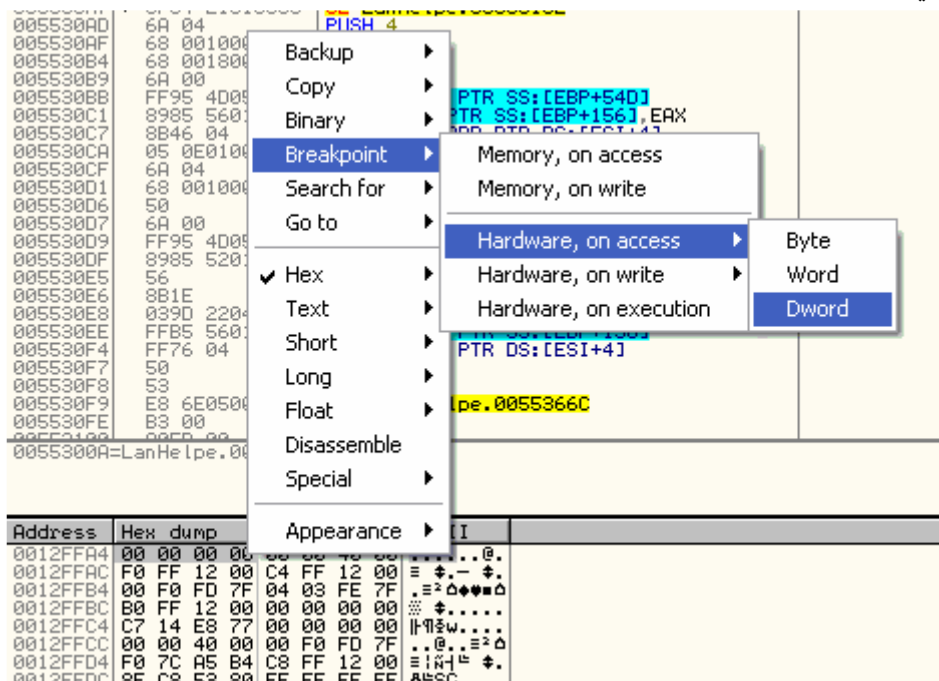 005530AD 6A 04 PUSH 4
005530AF 68 001000
005530B4 68 001800
005530B9 6A 00
005530BB FF95 4D05 PTR SS:[EBP+54D]
005530C1 8985 5601 PTR SS:[EBP+156],EAX
005530C7 8B46 04
005530CA 05 0E0100
005530CF 6A 04
005530D1 68 001000
005530D6 50
005530D7 6A 00
005530D9 FF95 4D05
005530DF 8985 5201
005530E5 56
005530E6 8B1E
005530E8 039D 2204
005530EE FFB5 5601
005530F4 FF76 04 PTR DS:[ESI+4]
005530F7 50
005530F8 53
005530F9 E8 6E0500 lpe.0055366C
005530FE B3 00
0055300A=LanHelpe.00
Backup
Copy
Binary
Breakpoint
Search for
Go to
Hex
Text
Short
Long
Float
Disassemble
Special
Appearance
Memory, on access
Memory, on write
Hardware, on access
Hardware, on write
Hardware, on execution
Byte
Word
Dword
Address Hex dump II
0012FFA4 00 00 00 00 00 00 40 00 ......@.
0012FFAC F0 FF 12 00 C4 FF 12 00
0012FFB4 00 F0 FD 7F 04 03 FE 7F
0012FFBC B0 FF 12 00 00 00 00 00
0012FFC4 C7 14 E8 77 00 00 00 00
0012FFCC 00 00 40 00 00 F0 FD 7F
0012FFD4 F0 7C A5 B4 C8 FF 12 00